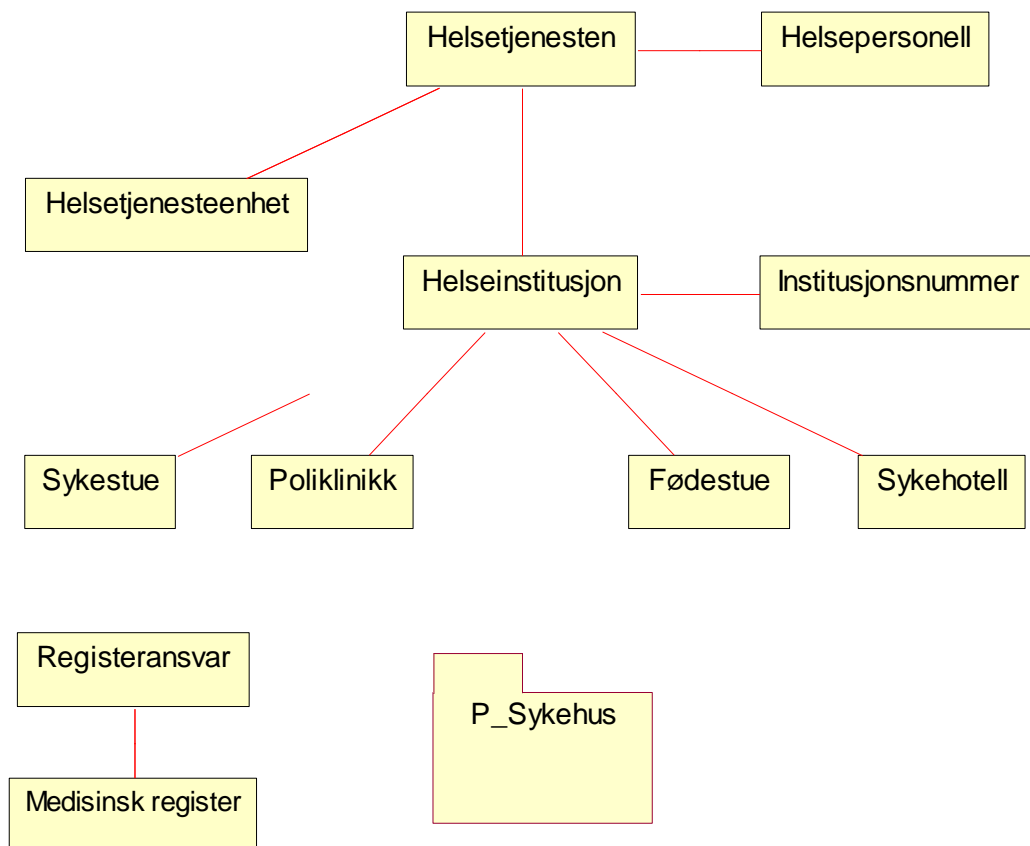 Helsetjenesten
Helsepersonell
Helsetjenesteenhet
Helseinstitusjon
Institusjonsnummer
Sykestue
Poliklinikk
Fødestue
Sykehotell
Registeransvar
P_Sykehus
Medisinsk register